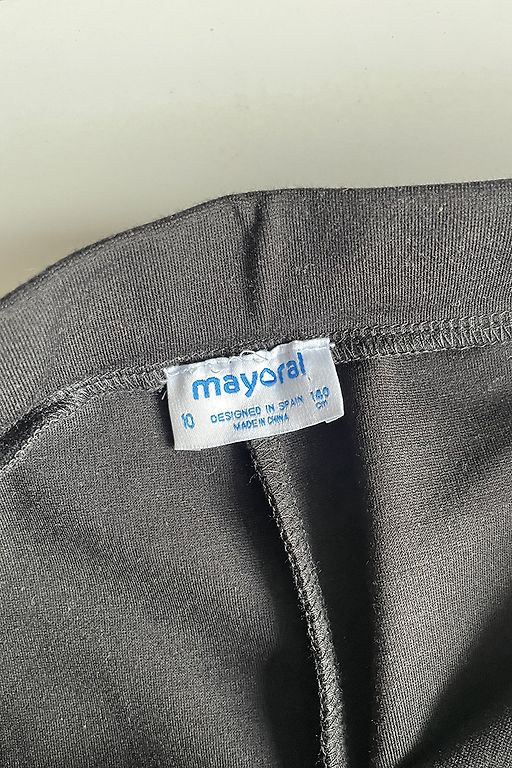 mayoral
10 DESIGNED IN SPAIN 140
MADE IN CHINA cm